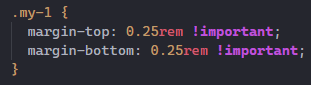 .my-1 {
  margin-top: 0.25rem !important;
  margin-bottom: 0.25rem !important;
}